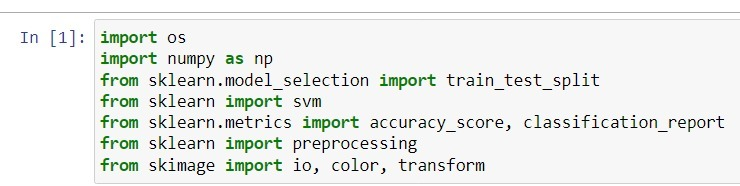 In [1]: import os
import numpy as np
from sklearn.model_selection import train_test_split
from sklearn import svm
from sklearn.metrics import accuracy_score, classification_report
from sklearn import preprocessing
from skimage import io, color, transform